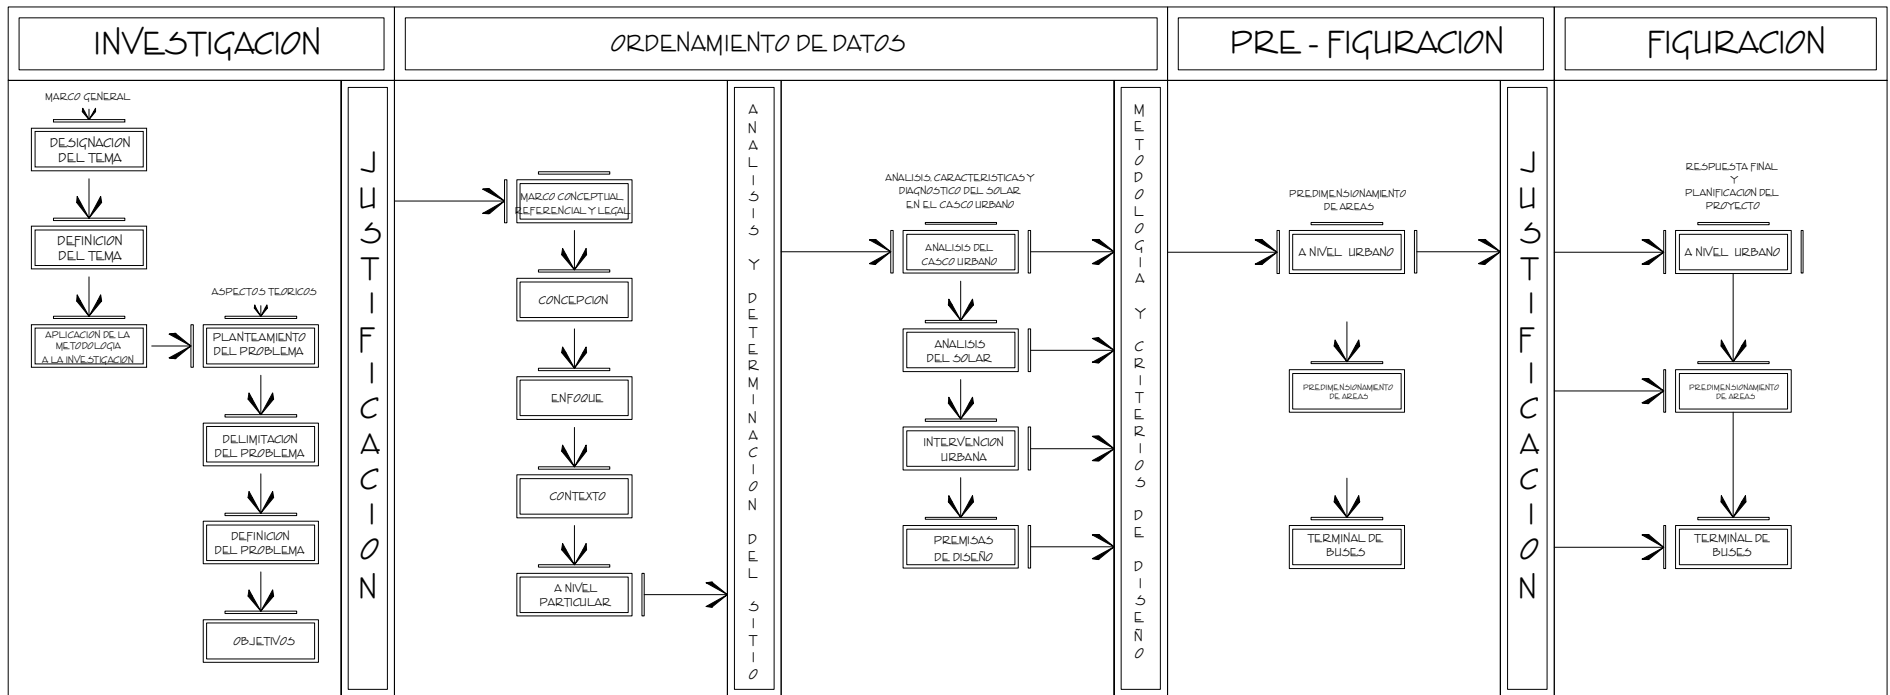 INVESTIGACION
ORDENAMIENTO DE DATOS
PRE - FIGURACION
FIGURACION
MARCO GENERAL
DESIGNACION
DEL TEMA
DEFINICION
DEL TEMA
APLICACION DE LA
METODOLOGIA
A LA INVESTIGACION
ASPECTOS TEORICOS
PLANTEAMIENTO
DEL PROBLEMA
DELIMITACION
DEL PROBLEMA
DEFINICION
DEL PROBLEMA
OBJETIVOS
JUSTIFICACION
MARCO CONCEPTUAL
REFERENCIAL Y LEGAL
CONCEPCION
ENFOQUE
CONTEXTO
A NIVEL
PARTICULAR
ANALISIS Y DETERMINACION DEL SITIO
ANALISIS, CARACTERISTICAS Y
DIAGNOSTICO DEL SOLAR
EN EL CASCO URBANO
ANALISIS DEL
CASCO URBANO
ANALISIS
DEL SOLAR
INTERVENCION
URBANA
PREMISAS
DE DISEÑO
METODOLOGIA Y CRITERIOS DE DISEÑO
PREDIMENSIONAMIENTO
DE AREAS
A NIVEL URBANO
PREDIMENSIONAMIENTO
DE AREAS
TERMINAL DE
BUSES
JUSTIFICACION
RESPUESTA FINAL
Y
PLANIFICACION DEL
PROYECTO
A NIVEL URBANO
PREDIMENSIONAMIENTO
DE AREAS
TERMINAL DE
BUSES